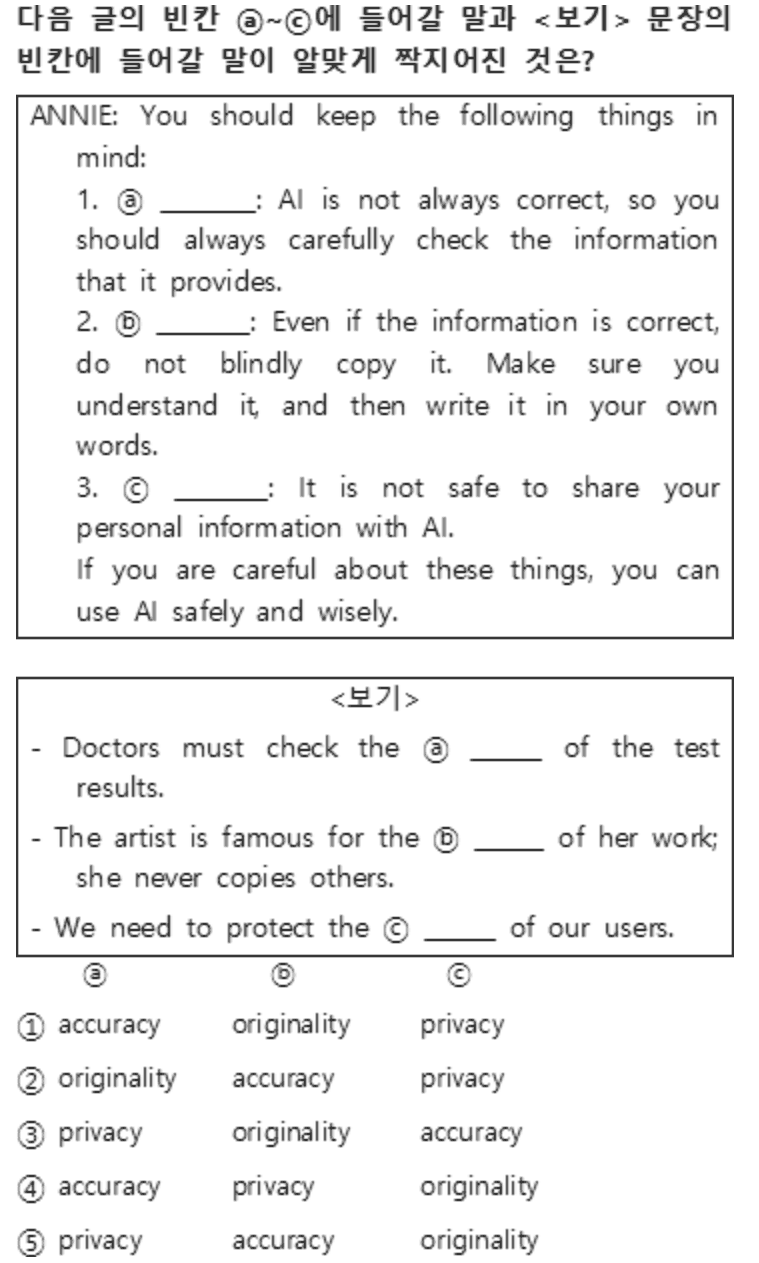 다음 글의 빈칸 ⓐ~ⓒ에 들어갈 말과 <보기> 문장의
빈칸에 들어갈 말이 알맞게 짝지어진 것은?
ANNIE: You should keep the following things in
mind:
1. ⓐ _______: AI is not always correct, so you
should always carefully check the information
that it provides.
2. ⓑ _______: Even if the information is correct,
do not blindly copy it. Make sure you
understand it, and then write it in your own
words.
3. ⓒ _______: It is not safe to share your
personal information with AI.
If you are careful about these things, you can
use AI safely and wisely.
<보기>
- Doctors must check the ⓐ _____ of the test
results.
- The artist is famous for the ⓑ _____ of her work;
she never copies others.
- We need to protect the ⓒ _____ of our users.
ⓐ ⓑ ⓒ
① accuracy originality privacy
② originality accuracy privacy
③ privacy originality accuracy
④ accuracy privacy originality
⑤ privacy accuracy originality